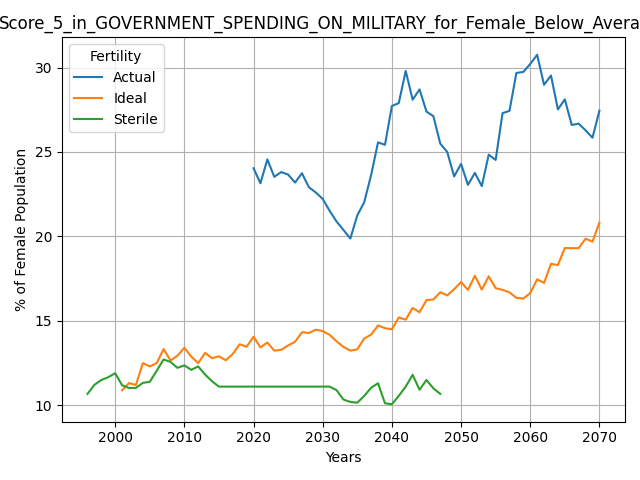 Score_5_in_GOVERNMENT_SPENDING_ON_MILITARY_for_Female_Below_Avera
Fertility
Actual
Ideal
Sterile
% of Female Population
30
25
20
15
10
2000 2010 2020 2030 2040 2050 2060 2070
Years